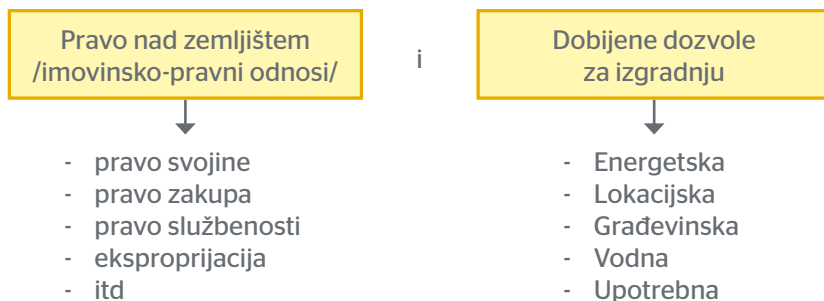 Pravo nad zemljištem
/imovinsko-pravni odnosi/
i
Dobijene dozvole
za izgradnju
- pravo svojine
- pravo zakupa
- pravo službenosti
- eksproprijacija
- itd
- Energetska
- Lokacijska
- Građevinska
- Vodna
- Upotrebna